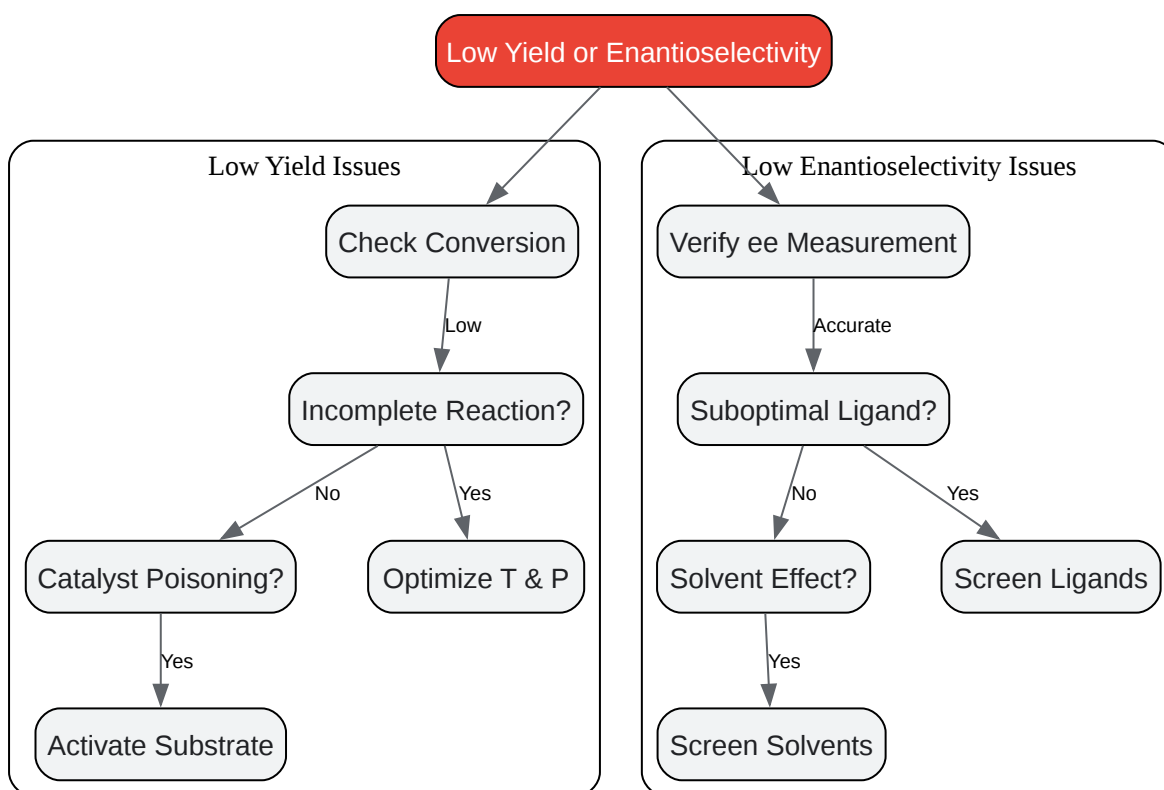 Low Yield or Enantioselectivity
Low Yield Issues
Check Conversion
Low
Incomplete Reaction?
No
Yes
Catalyst Poisoning?
Optimize T & P
Yes
Activate Substrate
Low Enantioselectivity Issues
Verify ee Measurement
Accurate
Suboptimal Ligand?
No
Yes
Solvent Effect?
Screen Ligands
Yes
Screen Solvents